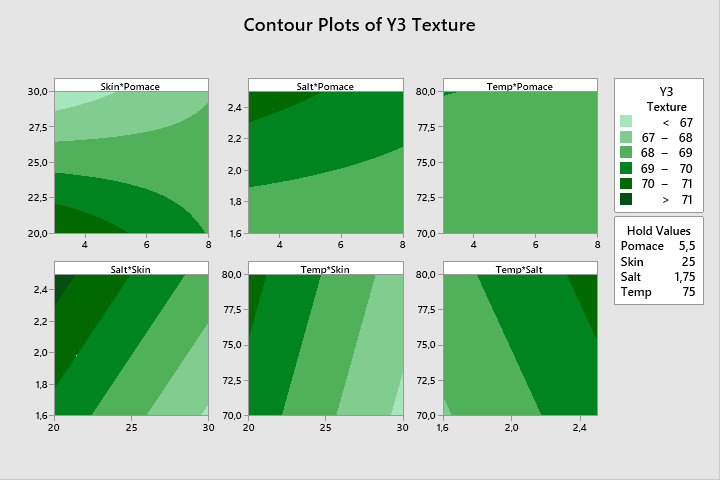 Contour Plots of Y3 Texture
Skin*Pomace
30,0
27,5
25,0
22,5
20,0
4 6 8
Salt*Pomace
2,4
2,2
2,0
1,8
1,6
4 6 8
Temp*Pomace
80,0
77,5
75,0
72,5
70,0
4 6 8
Y3
Texture
< 67
67 – 68
68 – 69
69 – 70
70 – 71
> 71
Hold Values
Pomace 5,5
Skin 25
Salt 1,75
Temp 75
Salt*Skin
2,4
2,2
2,0
1,8
1,6
20 25 30
Temp*Skin
80,0
77,5
75,0
72,5
70,0
20 25 30
Temp*Salt
80,0
77,5
75,0
72,5
70,0
1,6 2,0 2,4